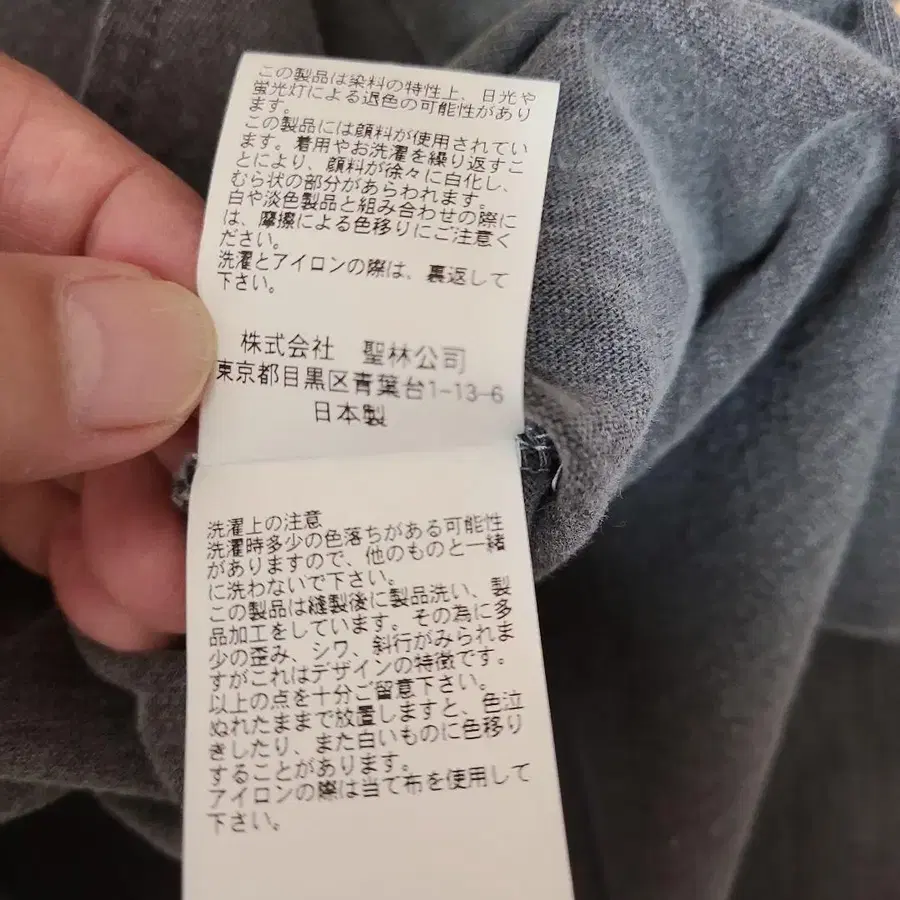 この製品は染料の特性上、日光や
蛍光灯による退色の可能性があり
ます。
この製品には顔料が使用されてい
ます。着用やお洗濯を繰り返すこ
とにより、顔料が徐々に白化し、
むら状の部分があらわれます。
白や淡色製品と組み合わせの際に
は、摩擦による色移りにご注意く
ださい。
洗濯とアイロンの際は、裏返して
下さい。
株式会社 聖林公司
東京都目黒区青葉台1-13-6
日本製
洗濯上の注意
洗濯時多少の色落ちがある可能性
がありますので、他のものと一緒
に洗わないで下さい。
この製品は縫製後に製品洗い、製
品加工をしています。その為に多
少の歪み、シワ、斜行がみられま
すがこれはデザインの特徴です。
以上の点を十分ご留意下さい。
ぬれたままで放置しますと、色泣
きしたり、また白いものに色移り
することがあります。
アイロンの際は当て布を使用して
下さい。